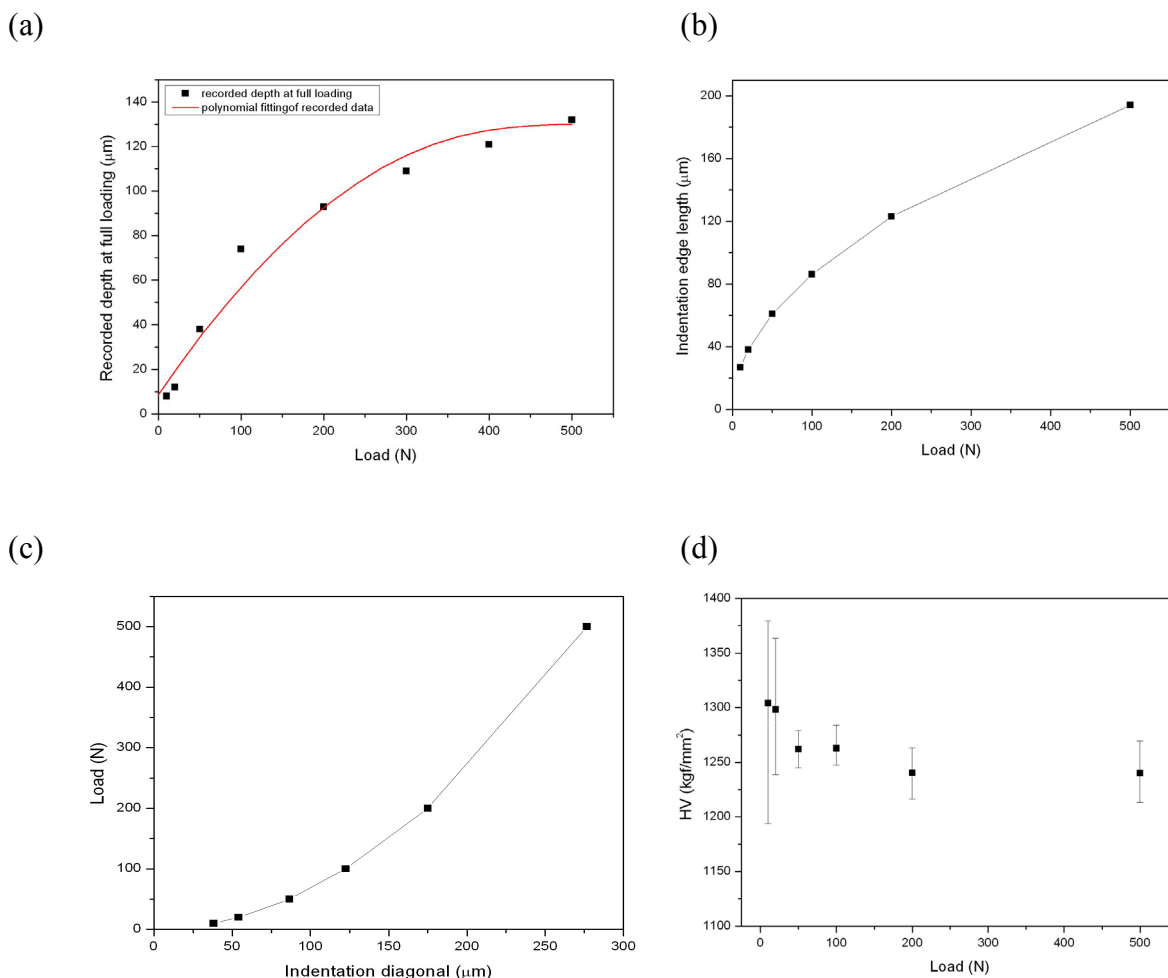 (a)
(b)
recorded depth at full loading
polynomial fittingof recorded data
Recorded depth at full loading (μm)
140
120
100
80
60
40
20
0
0 100 200 300 400 500
Load (N)
Indentation edge length (μm)
200
160
120
80
40
0
0 100 200 300 400 500
Load (N)
(c)
(d)
Load (N)
500
400
300
200
100
0
0 50 100 150 200 250 300
Indentation diagonal (μm)
HV (kgf/mm²)
1400
1350
1300
1250
1200
1150
1100
0 100 200 300 400 500
Load (N)